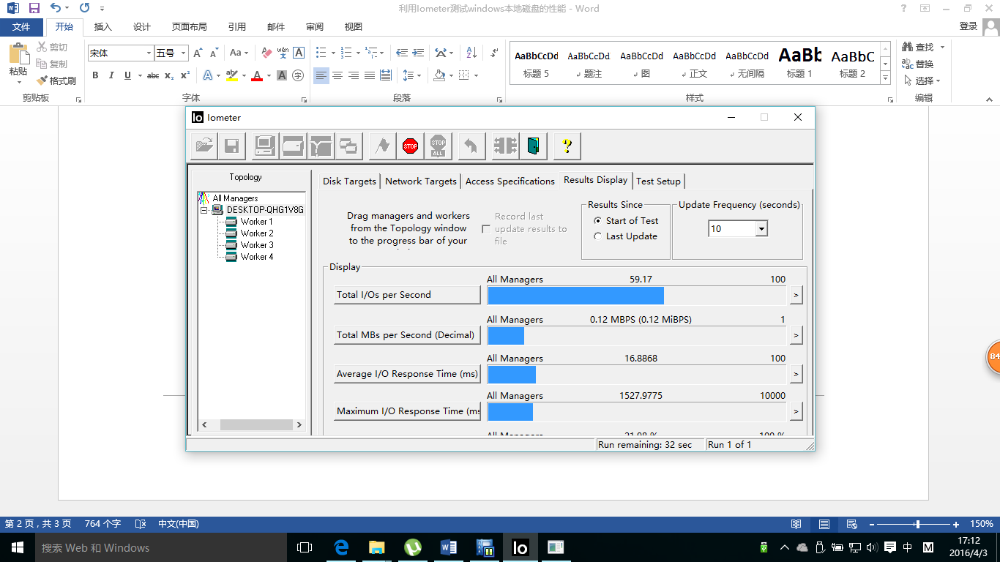 利用Iometer测试windows本地磁盘的性能 - Word
文件 开始 插入 设计 页面布局 引用 邮件 审阅 视图 登录
粘贴 剪切 复制 格式刷
宋体 五号 Aa wén A
B I U abc x₂ x² A aby A A 字
AaBbCcDd AaBbCcDd AaBbCcDd AaBbCcDd AaBbCcDd AaBb AaBbC
标题 5 题注 图 正文 无间隔 标题 1 标题 2
查找
替换
选择
剪贴板 字体 段落 样式 编辑
Io Iometer
STOP STOP ALL ?
Topology
All Managers
DESKTOP-QHG1V8G
Worker 1
Worker 2
Worker 3
Worker 4
Disk Targets Network Targets Access Specifications Results Display Test Setup
Drag managers and workers
from the Topology window
to the progress bar of your
Record last
update results to
file
Results Since
Start of Test
Last Update
Update Frequency (seconds)
10
Display
All Managers 59.17 100
Total I/Os per Second >
All Managers 0.12 MBPS (0.12 MiBPS) 1
Total MBs per Second (Decimal) >
All Managers 16.8868 100
Average I/O Response Time (ms) >
All Managers 1527.9775 10000
Maximum I/O Response Time (ms >
Run remaining: 32 sec Run 1 of 1
84
第 2 页，共 3 页 764 个字 中文(中国) 150%
搜索 Web 和 Windows
Io
中 M
17:12
2016/4/3